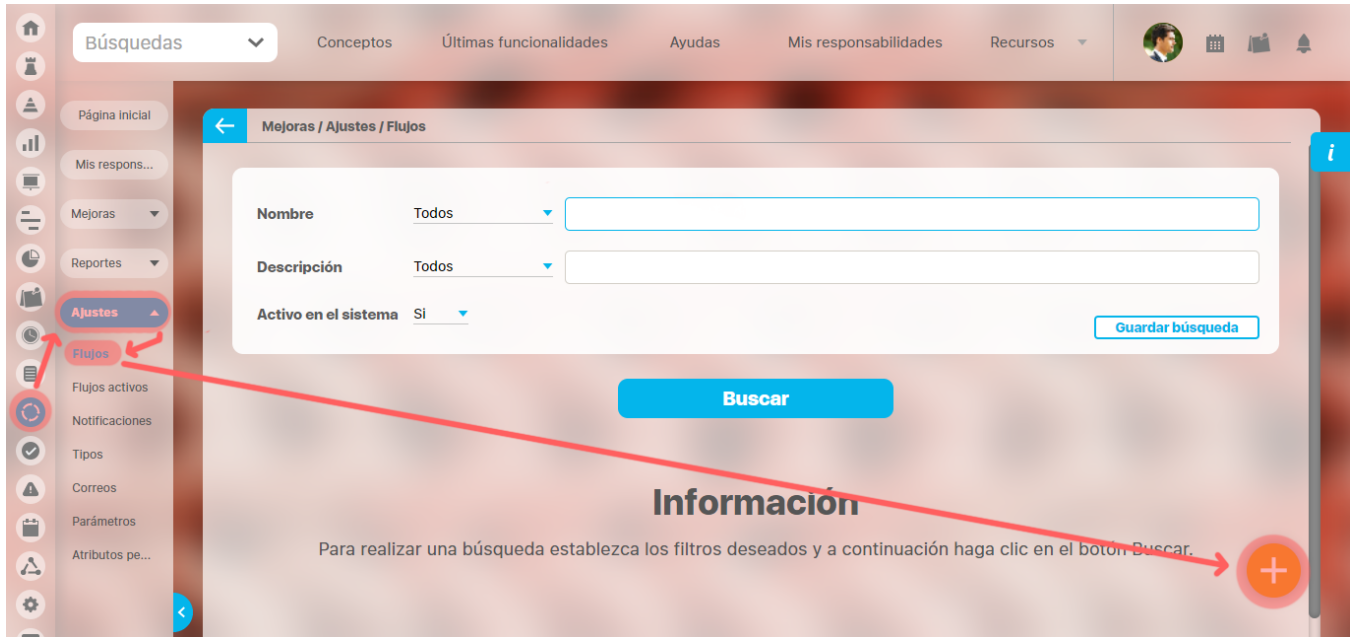 Búsquedas
Conceptos
Últimas funcionalidades
Ayudas
Mis responsabilidades
Recursos
Página inicial
Mis respons...
Mejoras
Reportes
Ajustes
Flujos
Flujos activos
Notificaciones
Tipos
Correos
Parámetros
Atributos pe...
Mejoras / Ajustes / Flujos
i
Nombre Todos
Descripción Todos
Activo en el sistema Si
Guardar búsqueda
Buscar
Información
Para realizar una búsqueda establezca los filtros deseados y a continuación haga clic en el botón Buscar.